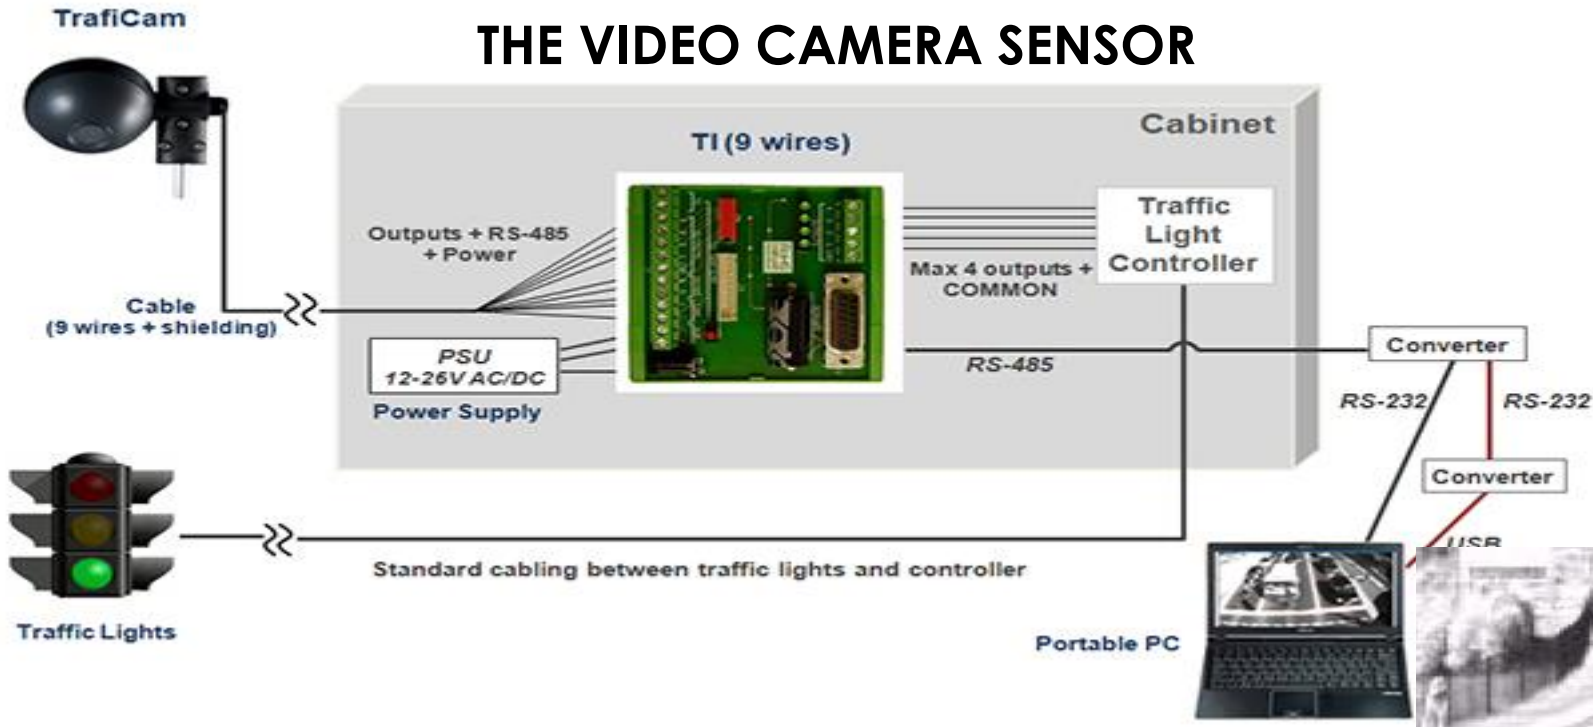 TrafiCam
THE VIDEO CAMERA SENSOR
Cabinet
TI (9 wires)
Traffic
Light
Controller
Outputs + RS-485
+ Power
Max 4 outputs +
COMMON
Cable
(9 wires + shielding)
PSU
12-26V AC/DC
Power Supply
RS-485
Converter
RS-232
RS-232
Converter
USB
Standard cabling between traffic lights and controller
Traffic Lights
Portable PC